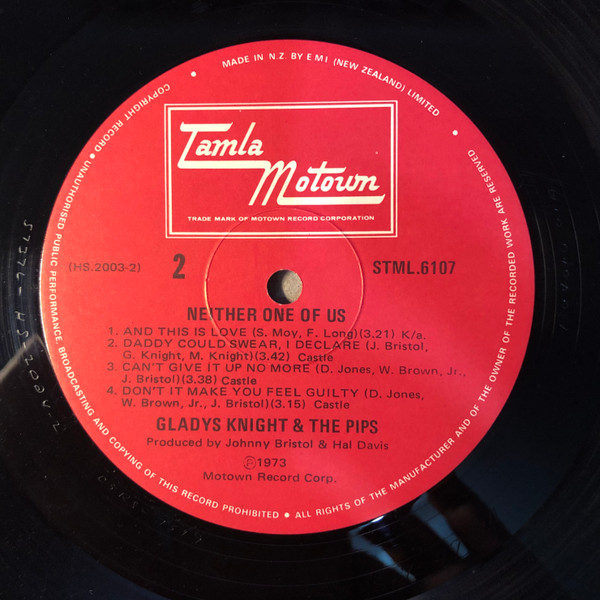 MADE IN N.Z. BY EMI (NEW ZEALAND) LIMITED
Tamla
Motown
TRADE MARK OF MOTOWN RECORD CORPORATION
(HS.2003-2)
2
STML.6107
NEITHER ONE OF US
1. AND THIS IS LOVE (S. Moy, F. Long)(3.21) K/a.
2. DADDY COULD SWEAR, I DECLARE (J. Bristol,
G. Knight, M. Knight)(3.42) Castle
3. CAN'T GIVE IT UP NO MORE (D. Jones, W. Brown, Jr.,
J. Bristol)(3.38) Castle
4. DON'T IT MAKE YOU FEEL GUILTY (D. Jones,
W. Brown, Jr., J. Bristol)(3.15) Castle
GLADYS KNIGHT & THE PIPS
Produced by Johnny Bristol & Hal Davis
Ⓟ1973
Motown Record Corp.
COPYRIGHT RECORD • UNAUTHORISED PUBLIC PERFORMANCE, BROADCASTING AND COPYING OF THIS RECORD PROHIBITED • ALL RIGHTS OF THE MANUFACTURER AND OF THE OWNER OF THE RECORDED WORK ARE RESERVED •